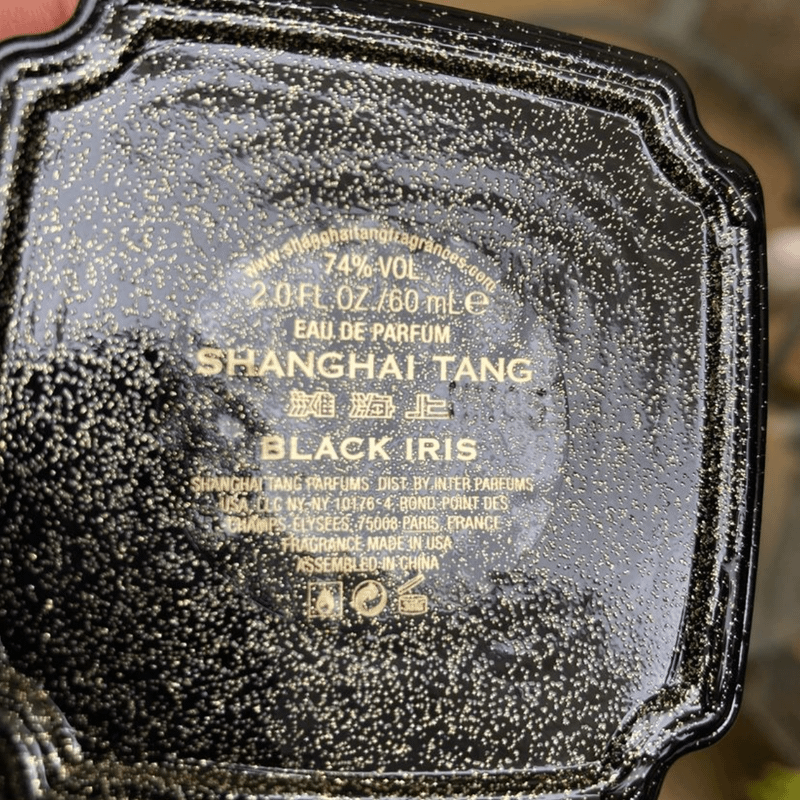 www.shanghaitangfragrances.com
74% VOL
2.0 FL.OZ./60 mL ℮
EAU DE PARFUM
SHANGHAI TANG
灘海上
BLACK IRIS
SHANGHAI TANG PARFUMS DIST. BY INTER PARFUMS
USA, LLC NY, NY 10176-4, ROND-POINT DES
CHAMPS-ÉLYSÉES, 75008 PARIS, FRANCE
FRAGRANCE MADE IN USA
ASSEMBLED IN CHINA